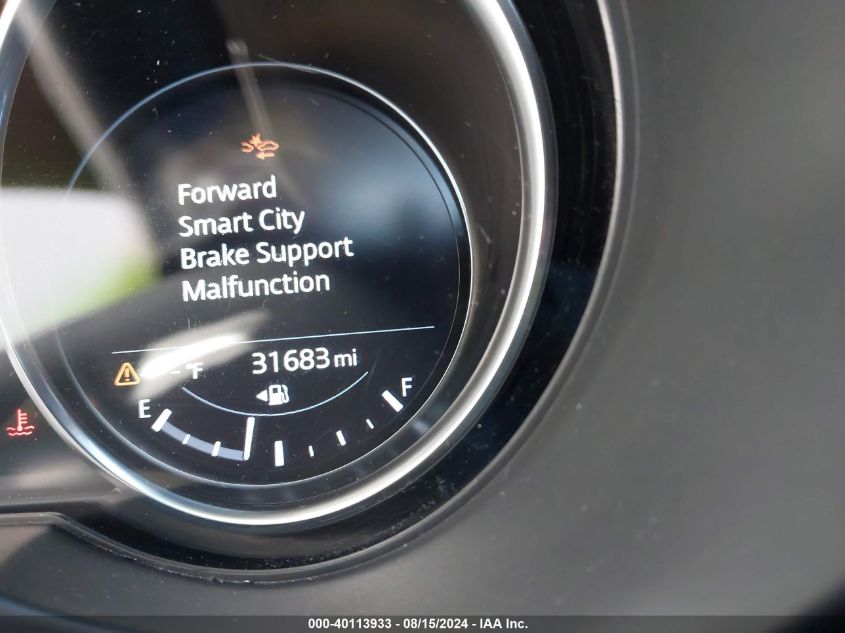 Forward
Smart City
Brake Support
Malfunction
31683 mi
E F
000-40113933 - 08/15/2024 - IAA Inc.